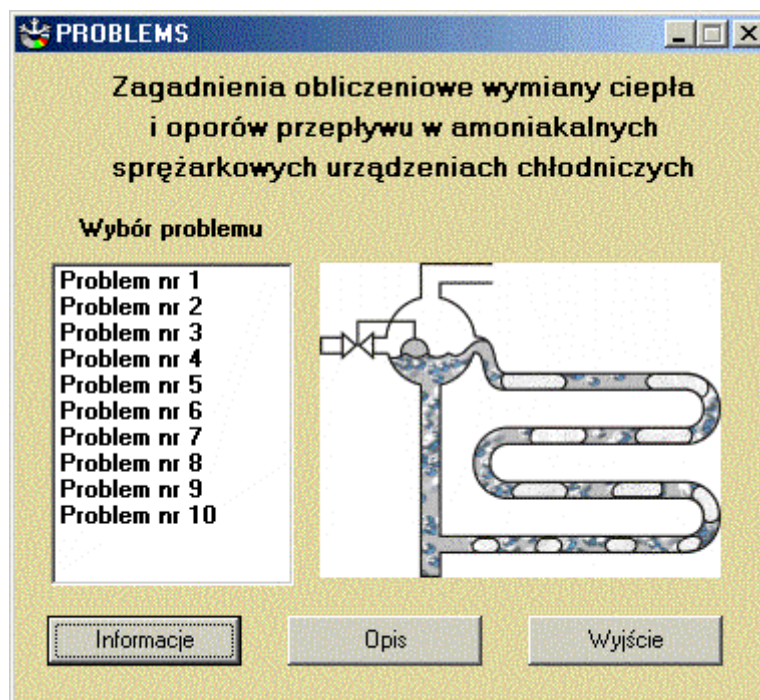 PROBLEMS
Zagadnienia obliczeniowe wymiany ciepła
i oporów przepływu w amoniakalnych
sprężarkowych urządzeniach chłodniczych
Wybór problemu
Problem nr 1
Problem nr 2
Problem nr 3
Problem nr 4
Problem nr 5
Problem nr 6
Problem nr 7
Problem nr 8
Problem nr 9
Problem nr 10
Informacje
Opis
Wyjście